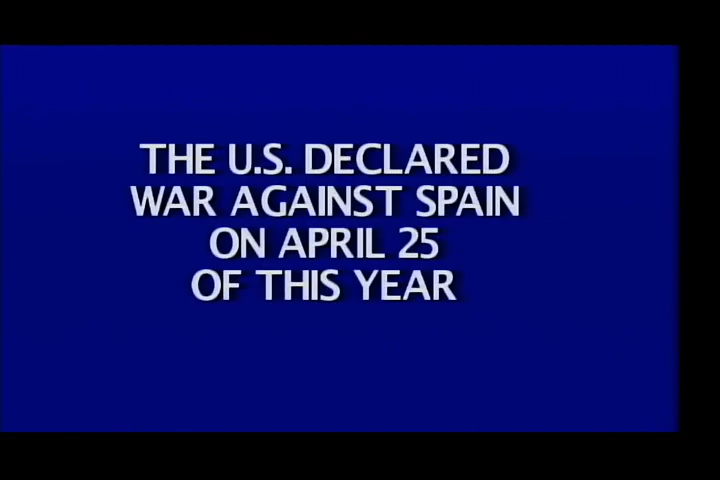 THE U.S. DECLARED
WAR AGAINST SPAIN
ON APRIL 25
OF THIS YEAR